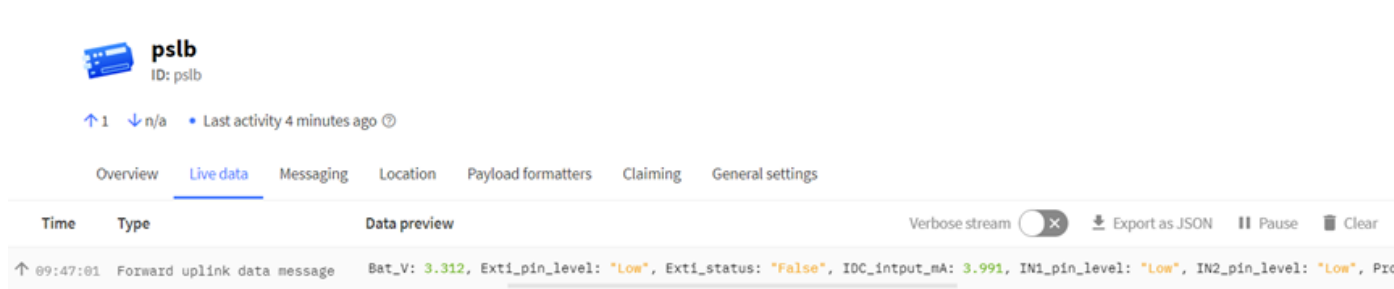 pslb
ID: pslb
1 n/a • Last activity 4 minutes ago
Overview Live data Messaging Location Payload formatters Claiming General settings
Time Type Data preview Verbose stream Export as JSON Pause Clear
09:47:01 Forward uplink data message Bat_V: 3.312, Exti_pin_level: "Low", Exti_status: "False", IDC_intput_mA: 3.991, IN1_pin_level: "Low", IN2_pin_level: "Low", Pro